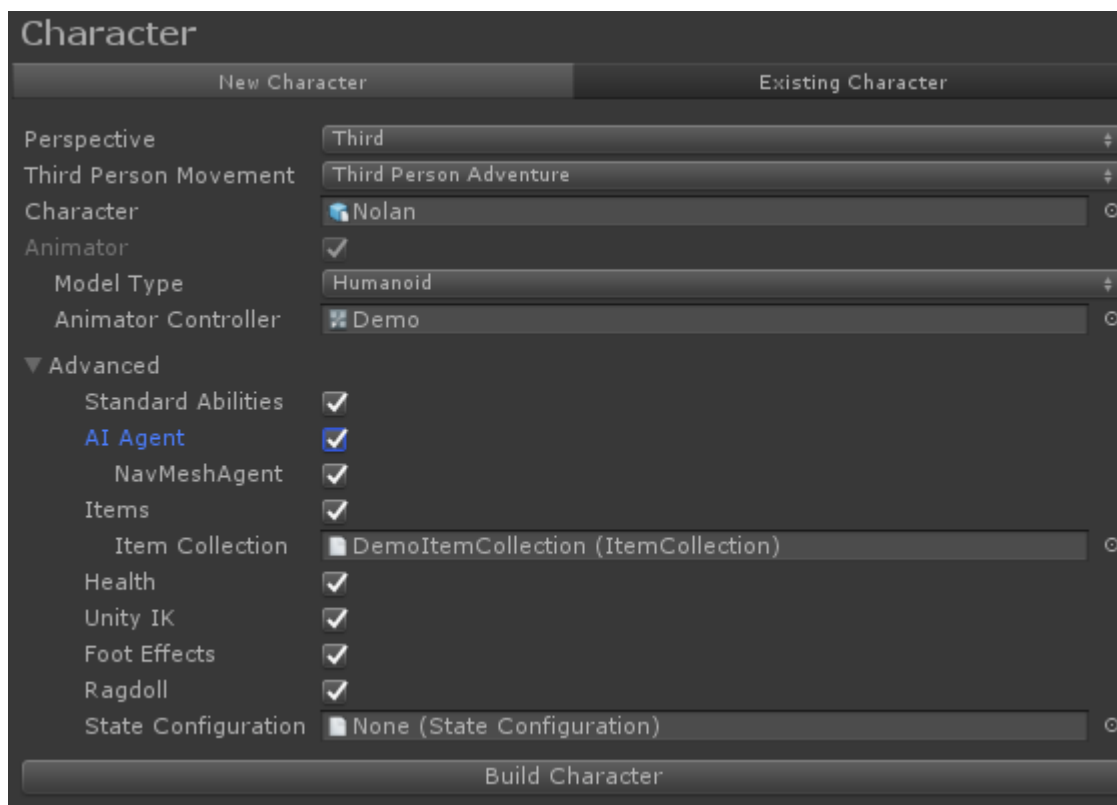 Character
New Character Existing Character
Perspective Third
Third Person Movement Third Person Adventure
Character Nolan
Animator
Model Type Humanoid
Animator Controller Demo
Advanced
Standard Abilities
AI Agent
NavMeshAgent
Items
Item Collection DemoItemCollection (ItemCollection)
Health
Unity IK
Foot Effects
Ragdoll
State Configuration None (State Configuration)
Build Character